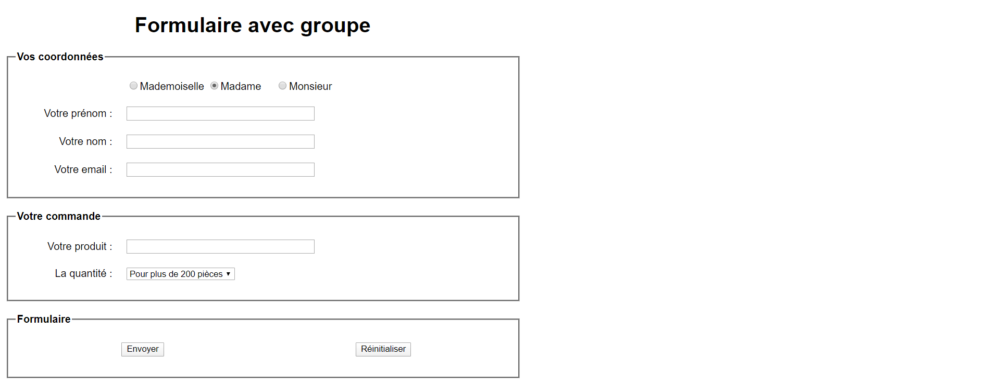 Formulaire avec groupe
Vos coordonnées
Mademoiselle Madame Monsieur
Votre prénom :
Votre nom :
Votre email :
Votre commande
Votre produit :
La quantité : Pour plus de 200 pièces
Formulaire
Envoyer Réinitialiser